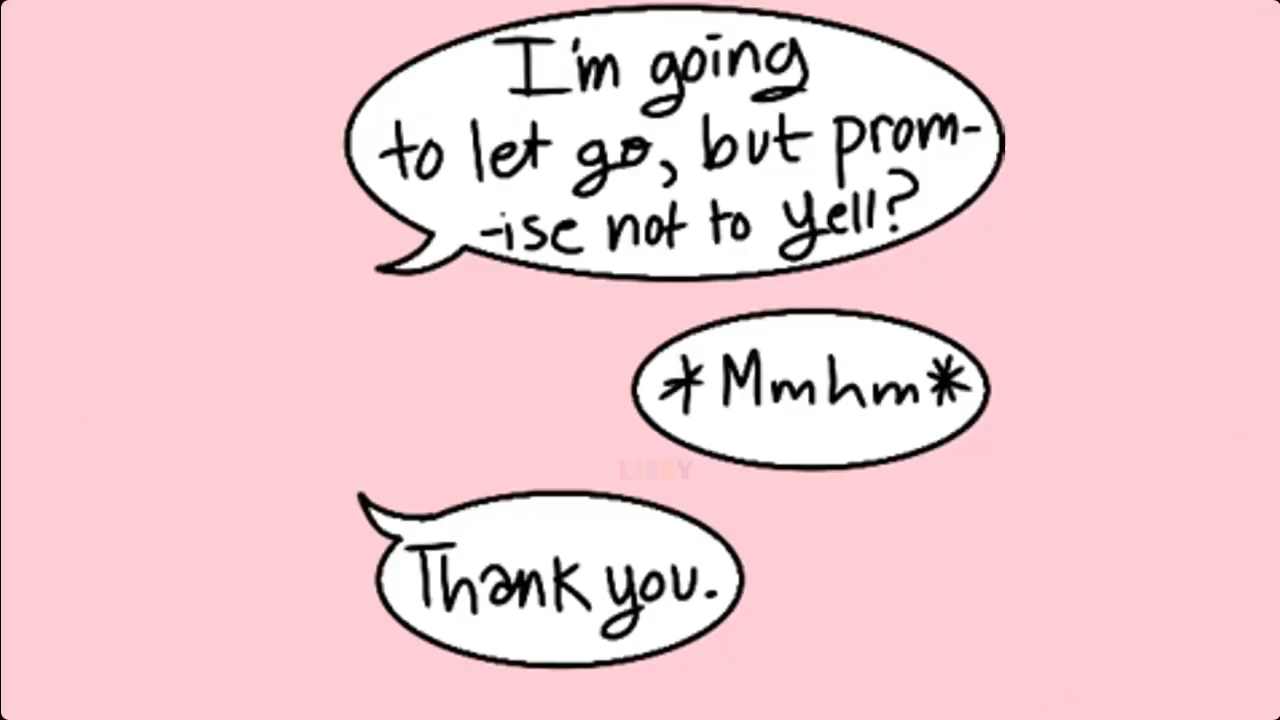 I'm going
to let go, but prom-
-ise not to yell?
*Mmhm*
Thank you.